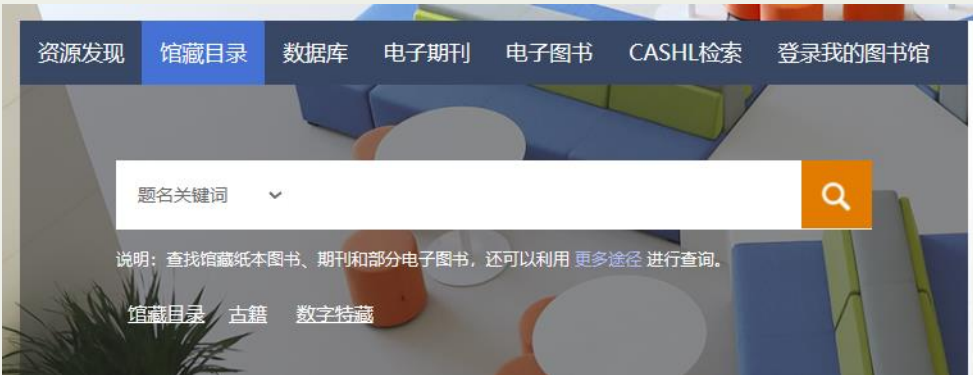 资源发现 馆藏目录 数据库 电子期刊 电子图书 CASHL检索 登录我的图书馆
题名关键词
说明：查找馆藏纸本图书、期刊和部分电子图书，还可以利用 更多途径 进行查询。
馆藏目录 古籍 数字特藏